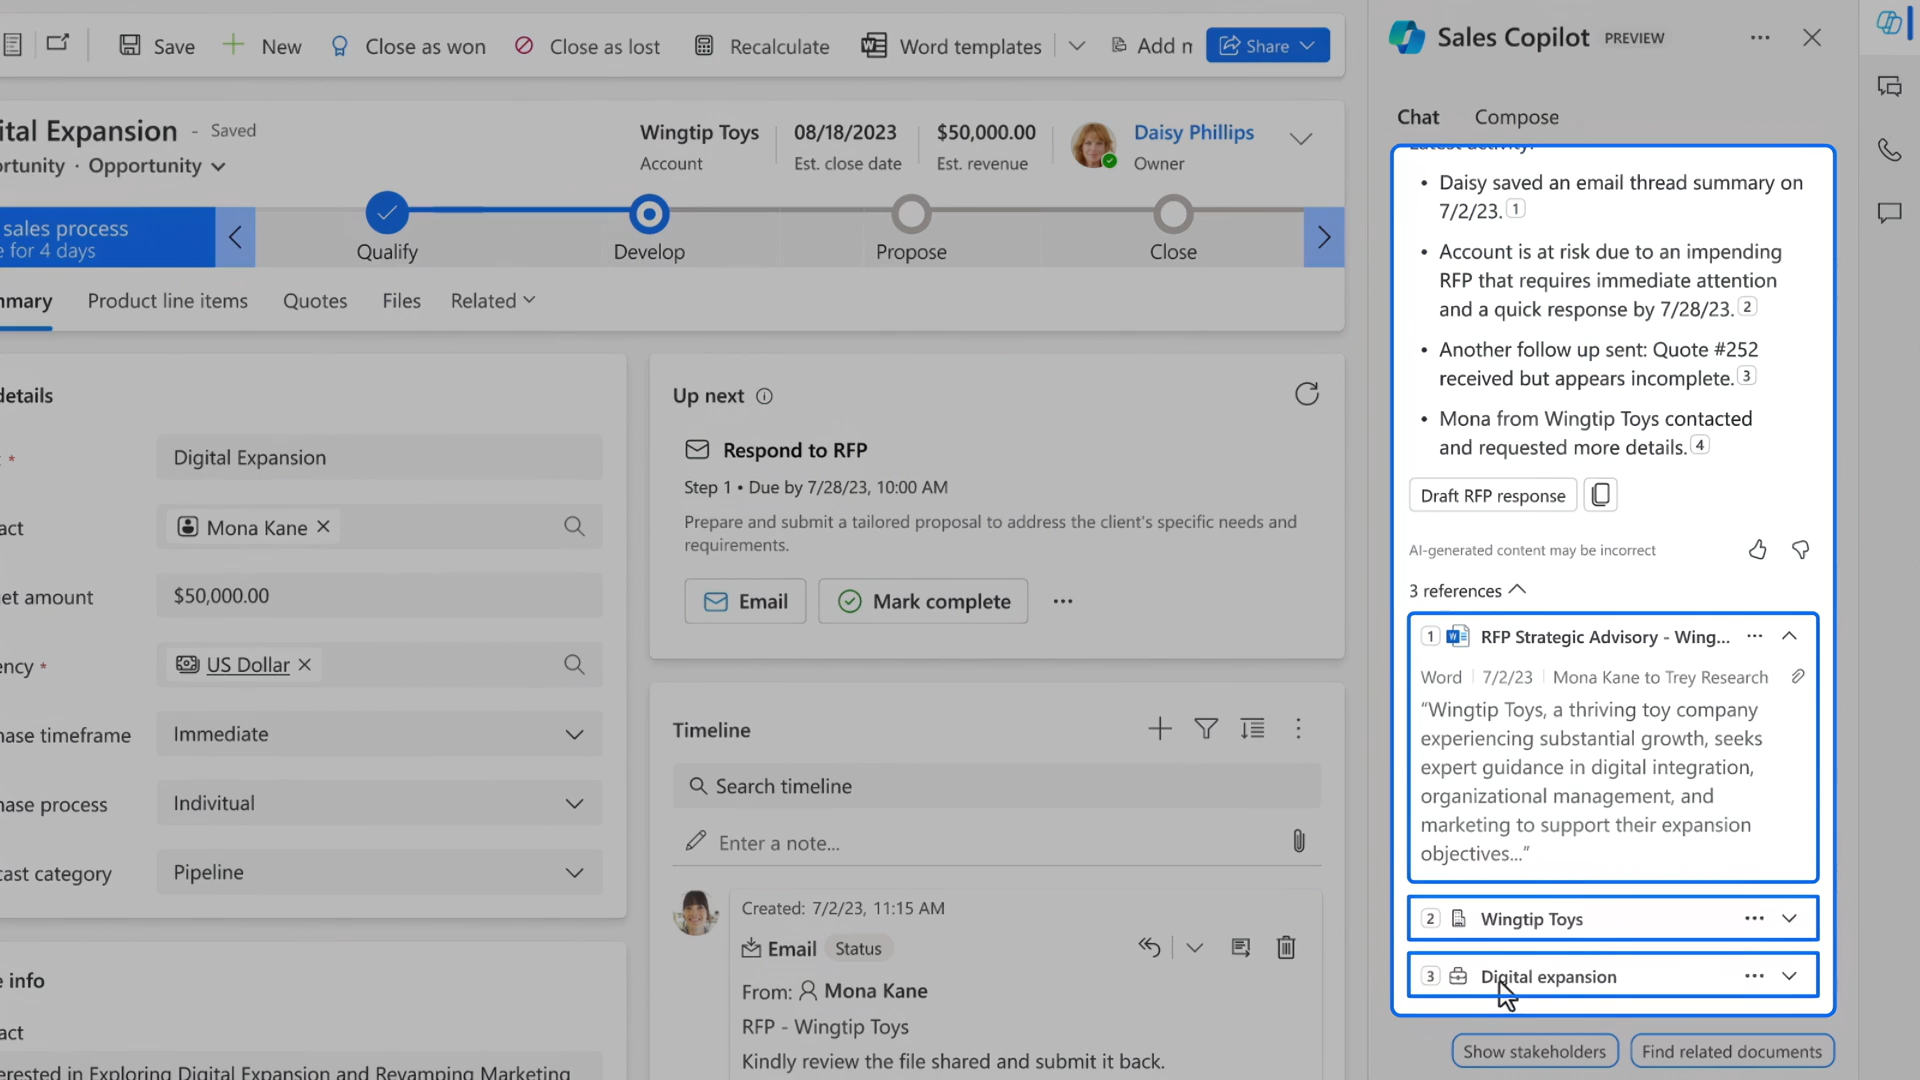 Save
New
Close as won
Close as lost
Recalculate
Word templates
Add n
Share
ital Expansion - Saved
ortunity · Opportunity
Wingtip Toys
Account
08/18/2023
Est. close date
$50,000.00
Est. revenue
Daisy Phillips
Owner
sales process
e for 4 days
Qualify
Develop
Propose
Close
mmary
Product line items
Quotes
Files
Related
details
*
Digital Expansion
act
Mona Kane
et amount
$50,000.00
ency *
US Dollar
hase timeframe
Immediate
hase process
Indivitual
cast category
Pipeline
e info
act
erested in Exploring Digital Expansion and Revamping Marketing
Up next
Respond to RFP
Step 1 • Due by 7/28/23, 10:00 AM
Prepare and submit a tailored proposal to address the client's specific needs and
requirements.
Email
Mark complete
Timeline
Search timeline
Enter a note...
Created: 7/2/23, 11:15 AM
Email Status
From: Mona Kane
RFP - Wingtip Toys
Kindly review the file shared and submit it back.
Sales Copilot PREVIEW
Chat
Compose
Latest activity:
• Daisy saved an email thread summary on
7/2/23. 1
• Account is at risk due to an impending
RFP that requires immediate attention
and a quick response by 7/28/23. 2
• Another follow up sent: Quote #252
received but appears incomplete. 3
• Mona from Wingtip Toys contacted
and requested more details. 4
Draft RFP response
AI-generated content may be incorrect
3 references
1 RFP Strategic Advisory - Wing...
Word 7/2/23 Mona Kane to Trey Research
“Wingtip Toys, a thriving toy company
experiencing substantial growth, seeks
expert guidance in digital integration,
organizational management, and
marketing to support their expansion
objectives...”
2 Wingtip Toys
3 Digital expansion
Show stakeholders
Find related documents